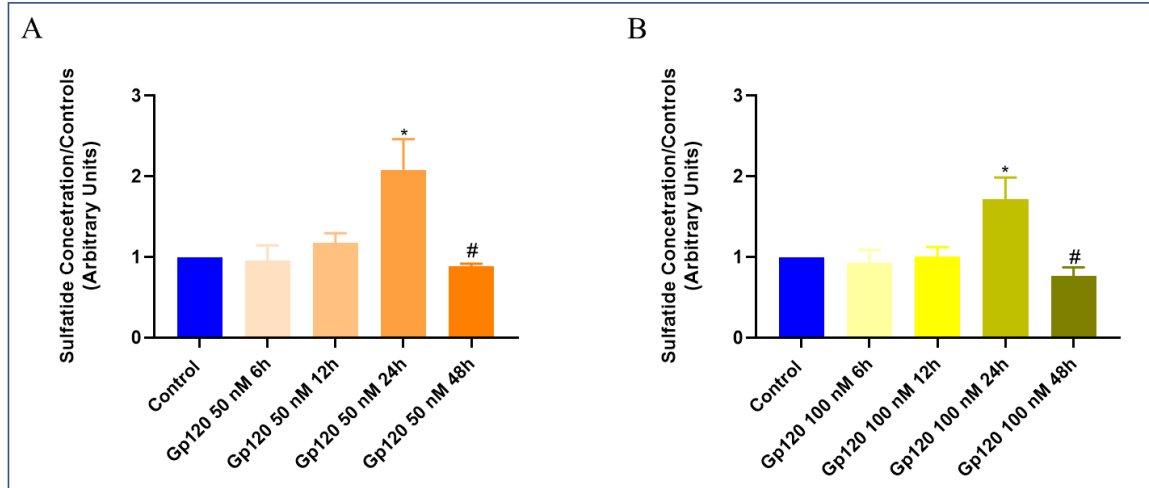 A
Sulfatide Concetration/Controls
(Arbitrary Units)
3
2
1
0
*
#
Control
Gp120 50 nM 6h
Gp120 50 nM 12h
Gp120 50 nM 24h
Gp120 50 nM 48h
B
Sulfatide Concetration/Controls
(Arbitrary Units)
3
2
1
0
*
#
Control
Gp120 100 nM 6h
Gp120 100 nM 12h
Gp120 100 nM 24h
Gp120 100 nM 48h